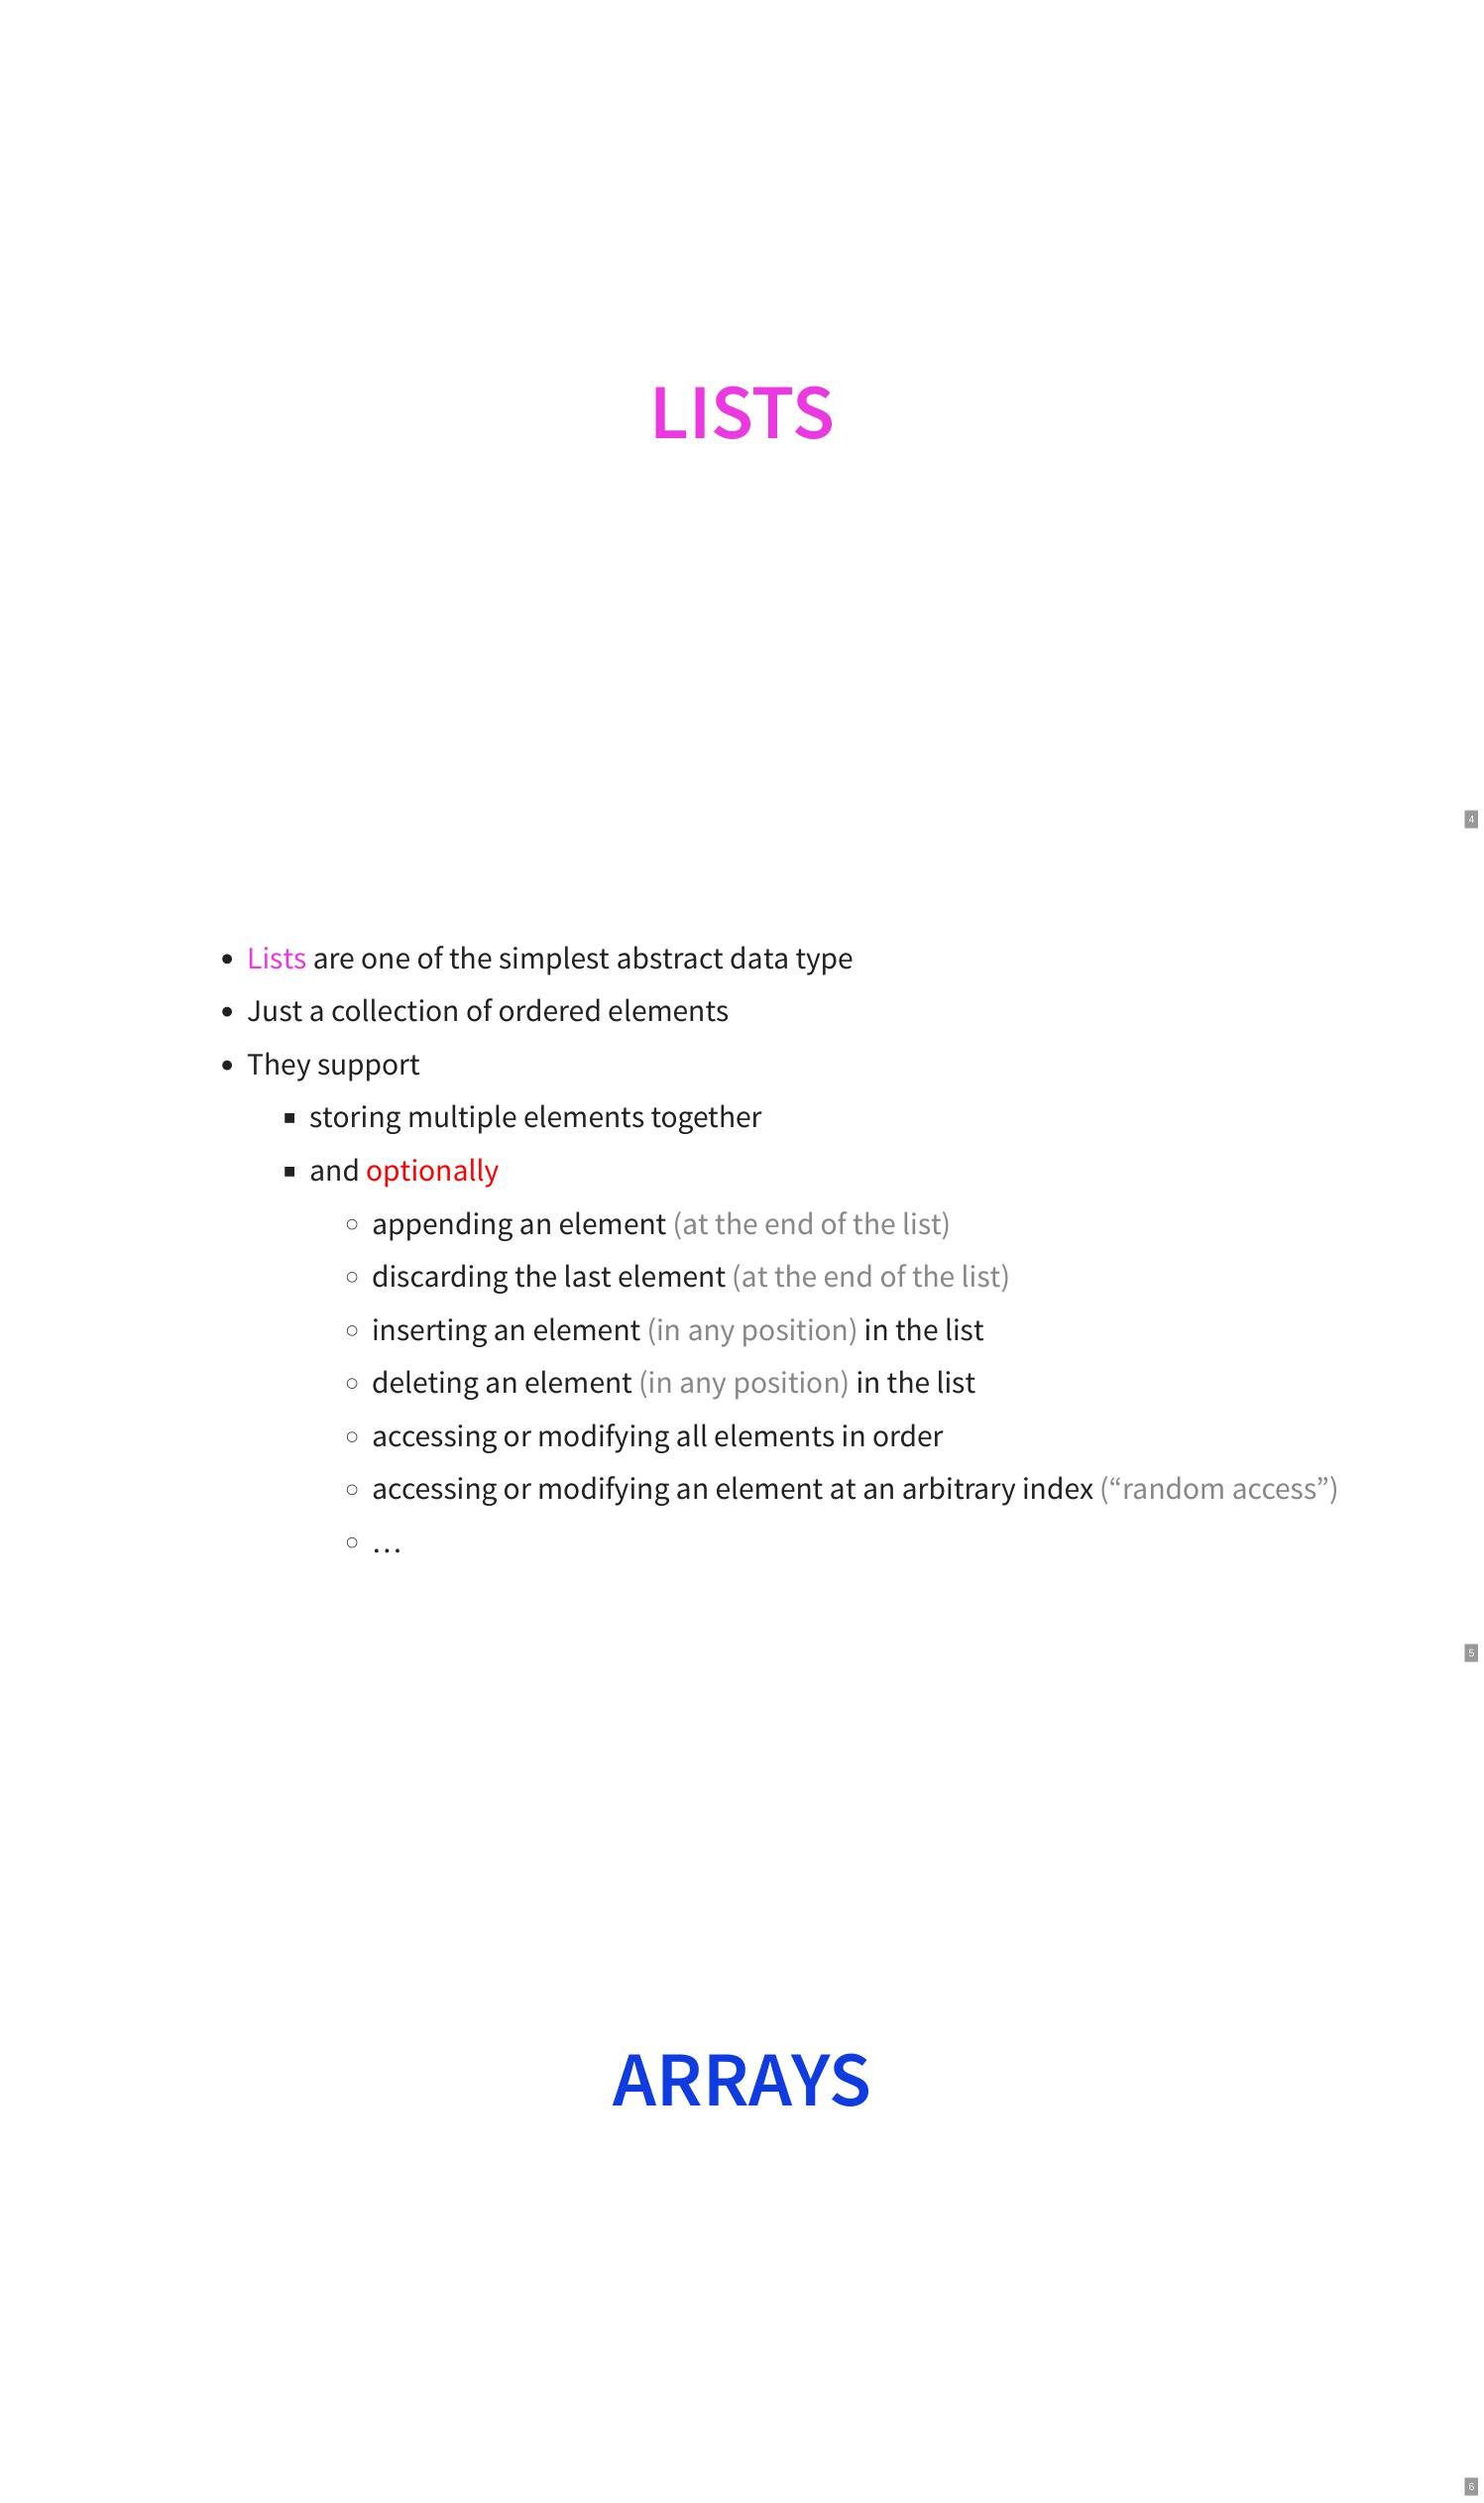 LISTS
4
• Lists are one of the simplest abstract data type
• Just a collection of ordered elements
• They support
▪ storing multiple elements together
▪ and optionally
◦ appending an element (at the end of the list)
◦ discarding the last element (at the end of the list)
◦ inserting an element (in any position) in the list
◦ deleting an element (in any position) in the list
◦ accessing or modifying all elements in order
◦ accessing or modifying an element at an arbitrary index (“random access”)
◦ …
5
ARRAYS
6